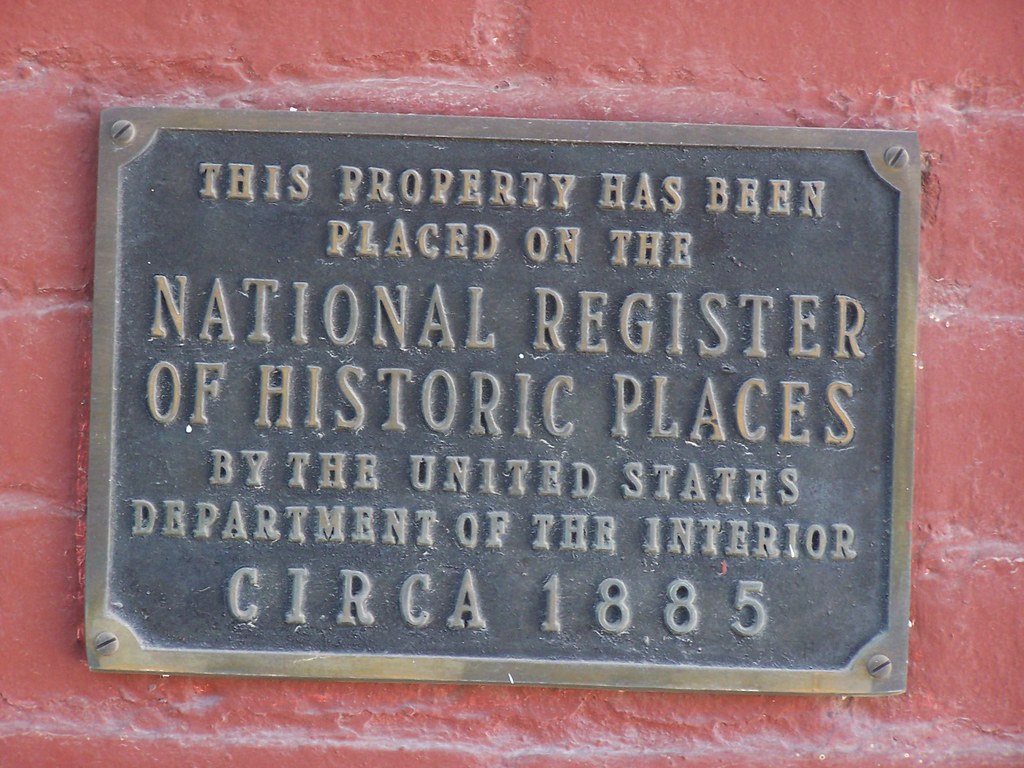 THIS PROPERTY HAS BEEN
PLACED ON THE
NATIONAL REGISTER
OF HISTORIC PLACES
BY THE UNITED STATES
DEPARTMENT OF THE INTERIOR
CIRCA 1885